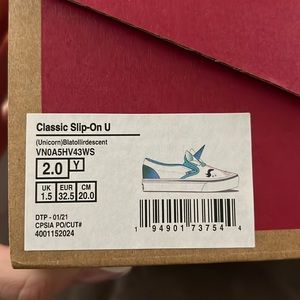 Classic Slip-On U
(Unicorn)Blatollirdescent
VN0A5HV43WS
2.0 Y
UK EUR CM
1.5 32.5 20.0
DTP - 01/21
CPSIA PO/CUT#
4001152024
1 94901 73754 4